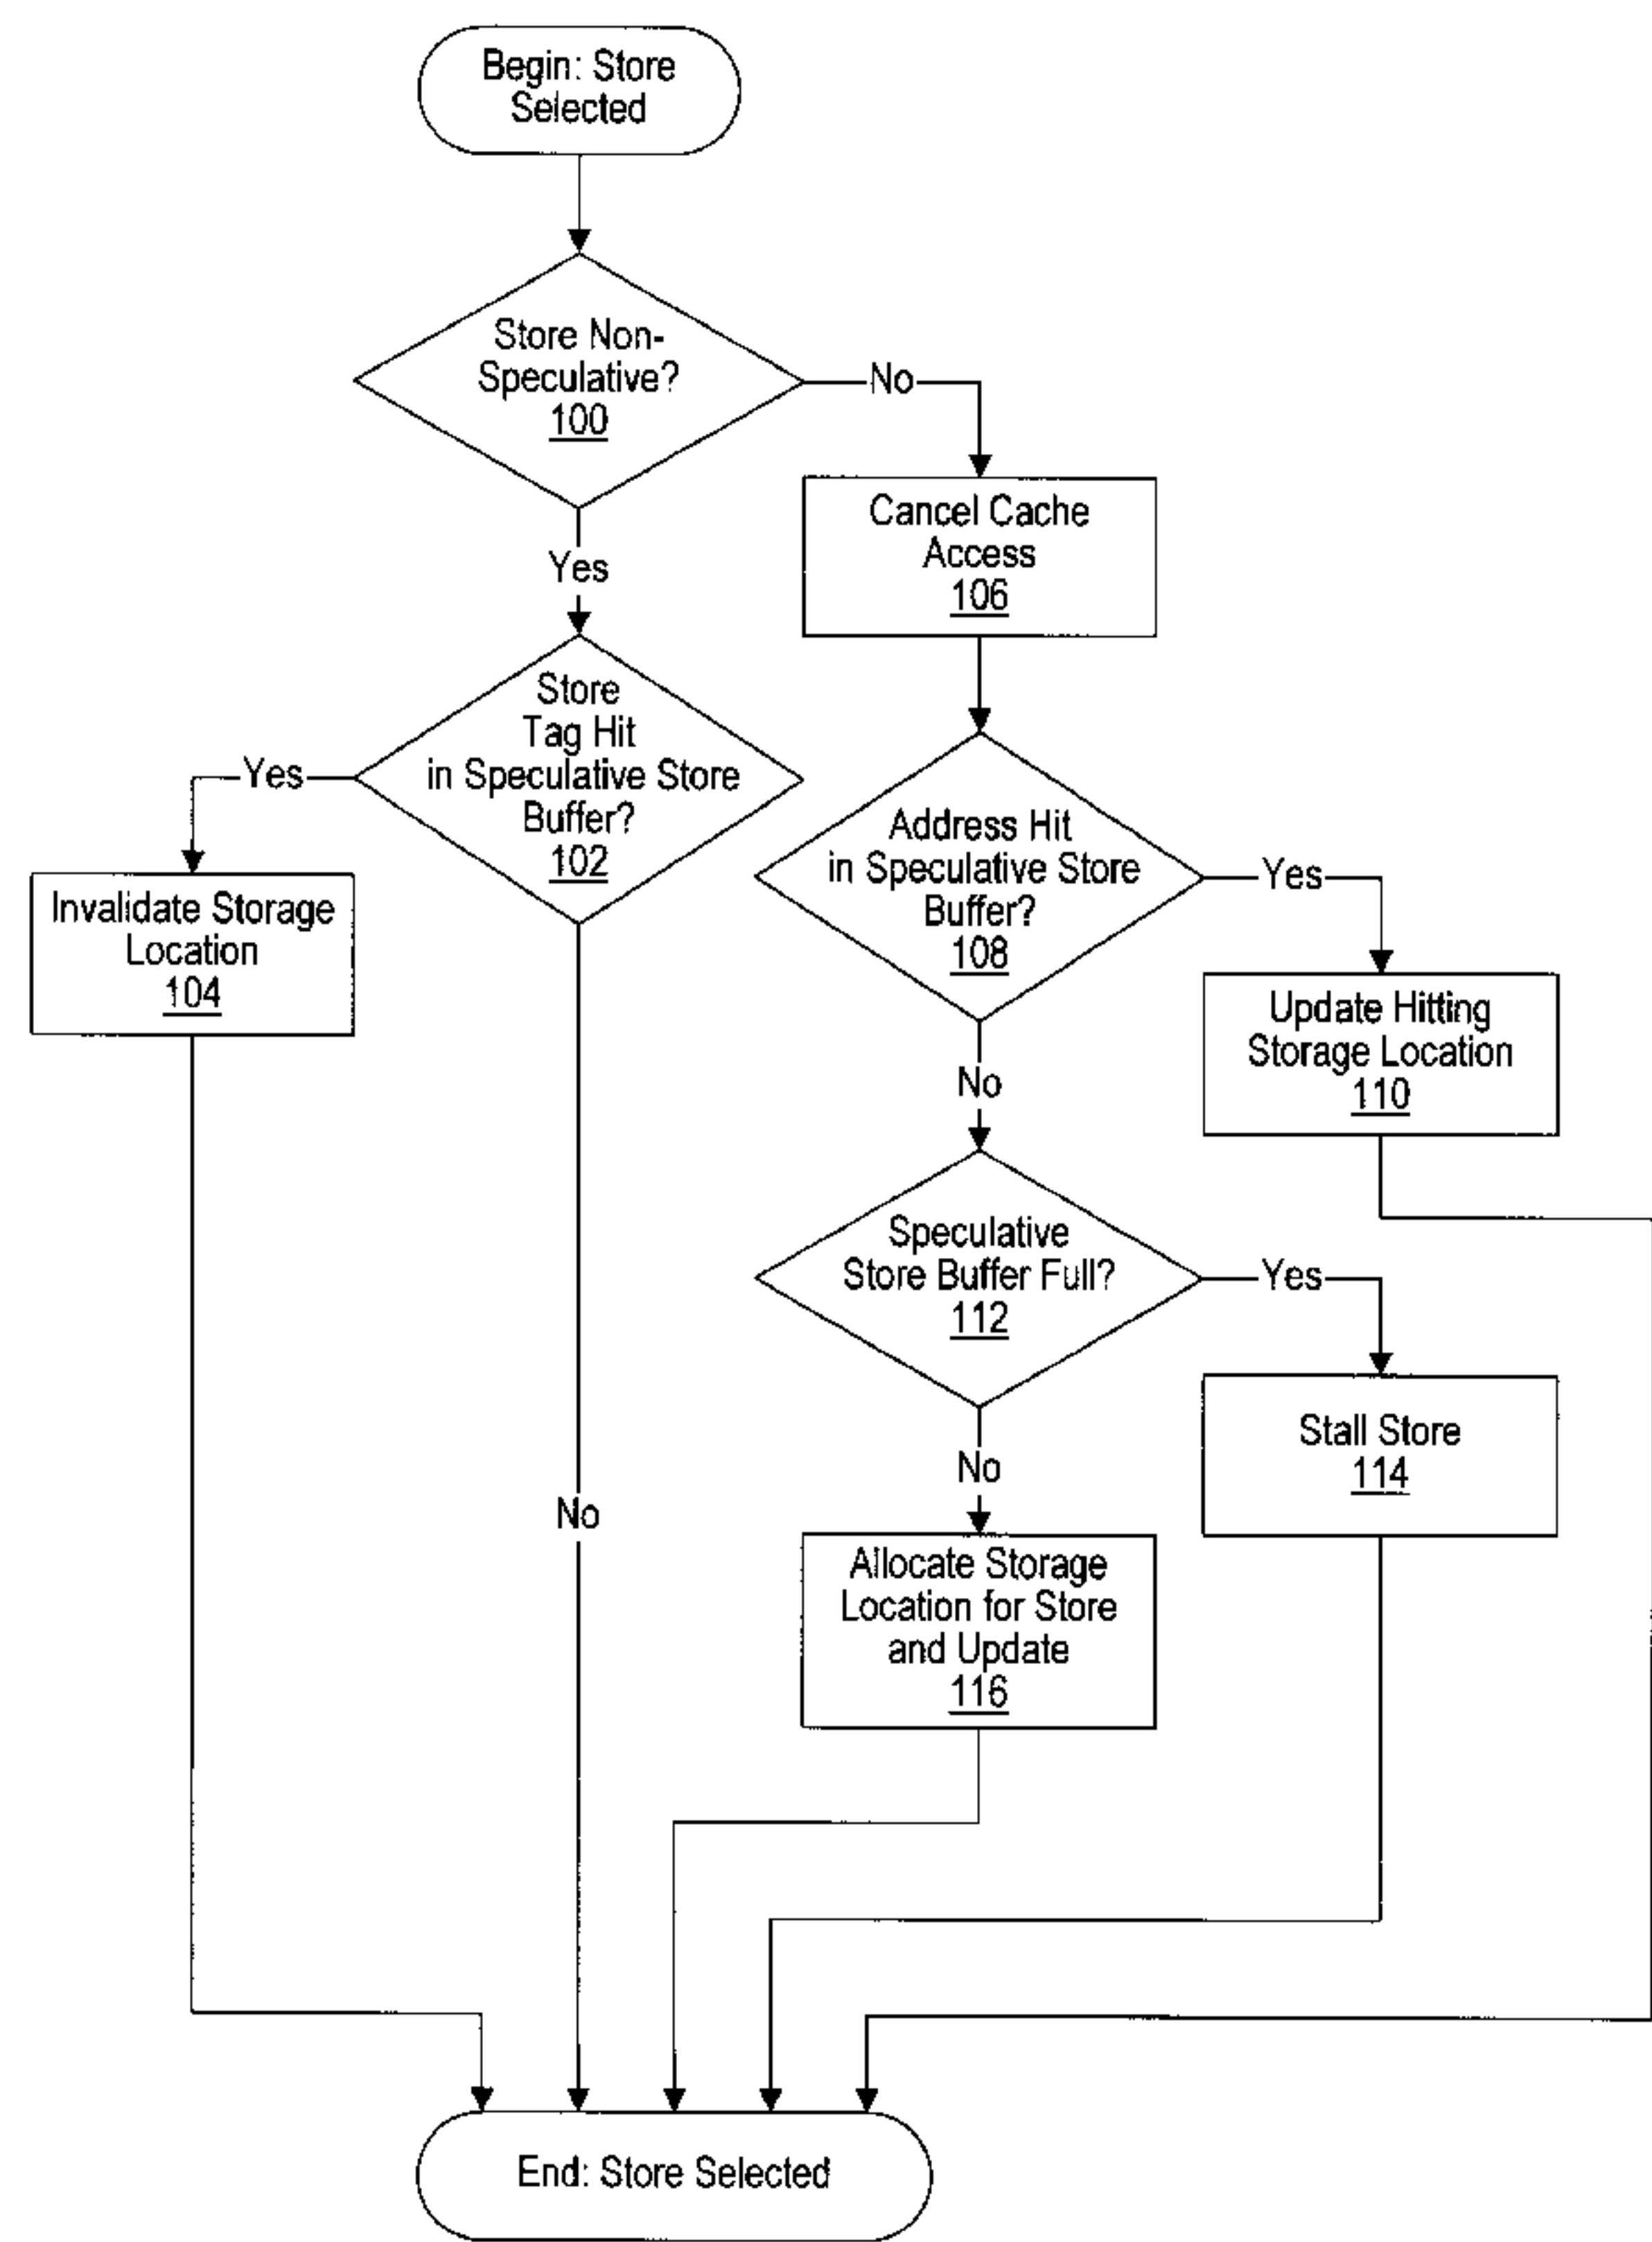 Begin: Store
Selected
Store Non-
Speculative?
100
No
Cancel Cache
Access
106
Yes
Store
Tag Hit
in Speculative Store
Buffer?
102
Yes
Invalidate Storage
Location
104
Address Hit
in Speculative Store
Buffer?
108
Yes
Update Hitting
Storage Location
110
No
Speculative
Store Buffer Full?
112
Yes
Stall Store
114
No
No
Allocate Storage
Location for Store
and Update
116
End: Store Selected